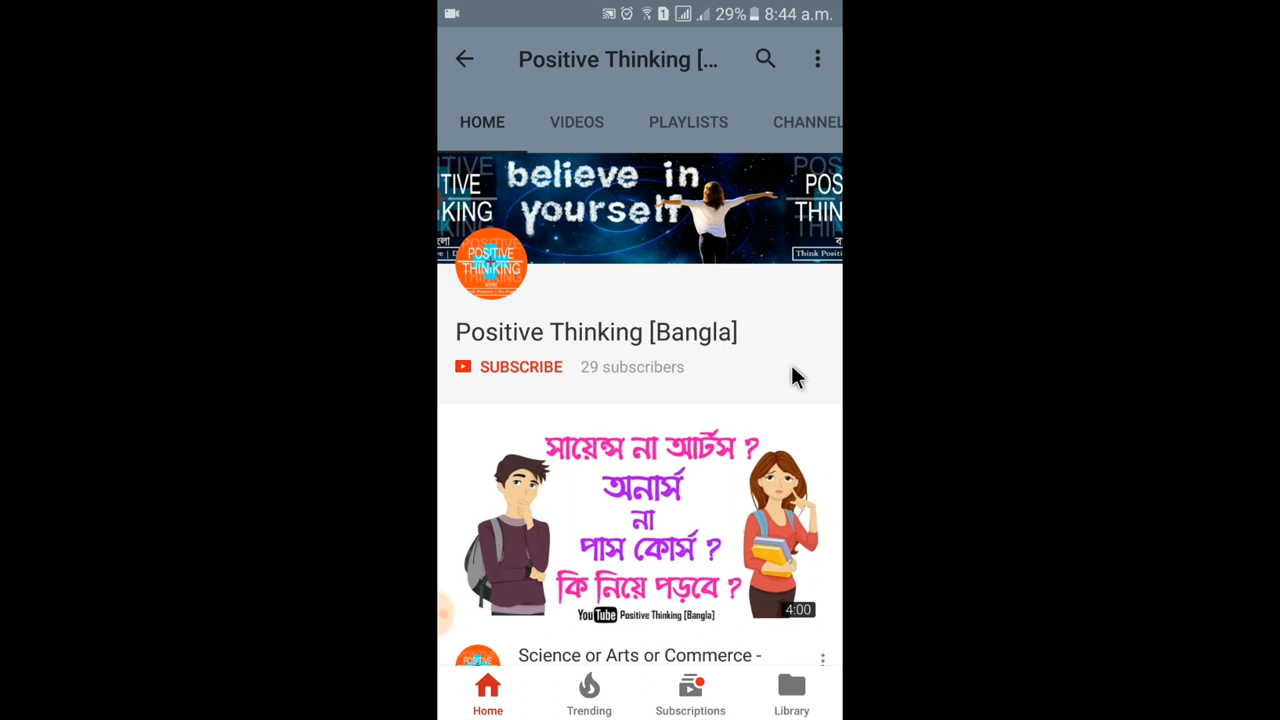 29% 8:44 a.m.
Positive Thinking [...
HOME VIDEOS PLAYLISTS CHANNEL
believe in
yourself
TIVE
KING
POS
THIN
Think Positi
POSITIVE
THINKING
বাংলা
Positive Thinking [Bangla]
SUBSCRIBE 29 subscribers
সায়েন্স না আর্টস ?
অনার্স
না
পাস কোর্স ?
কি নিয়ে পড়বে ?
YouTube Positive Thinking [Bangla]
4:00
Science or Arts or Commerce -
Home Trending Subscriptions Library